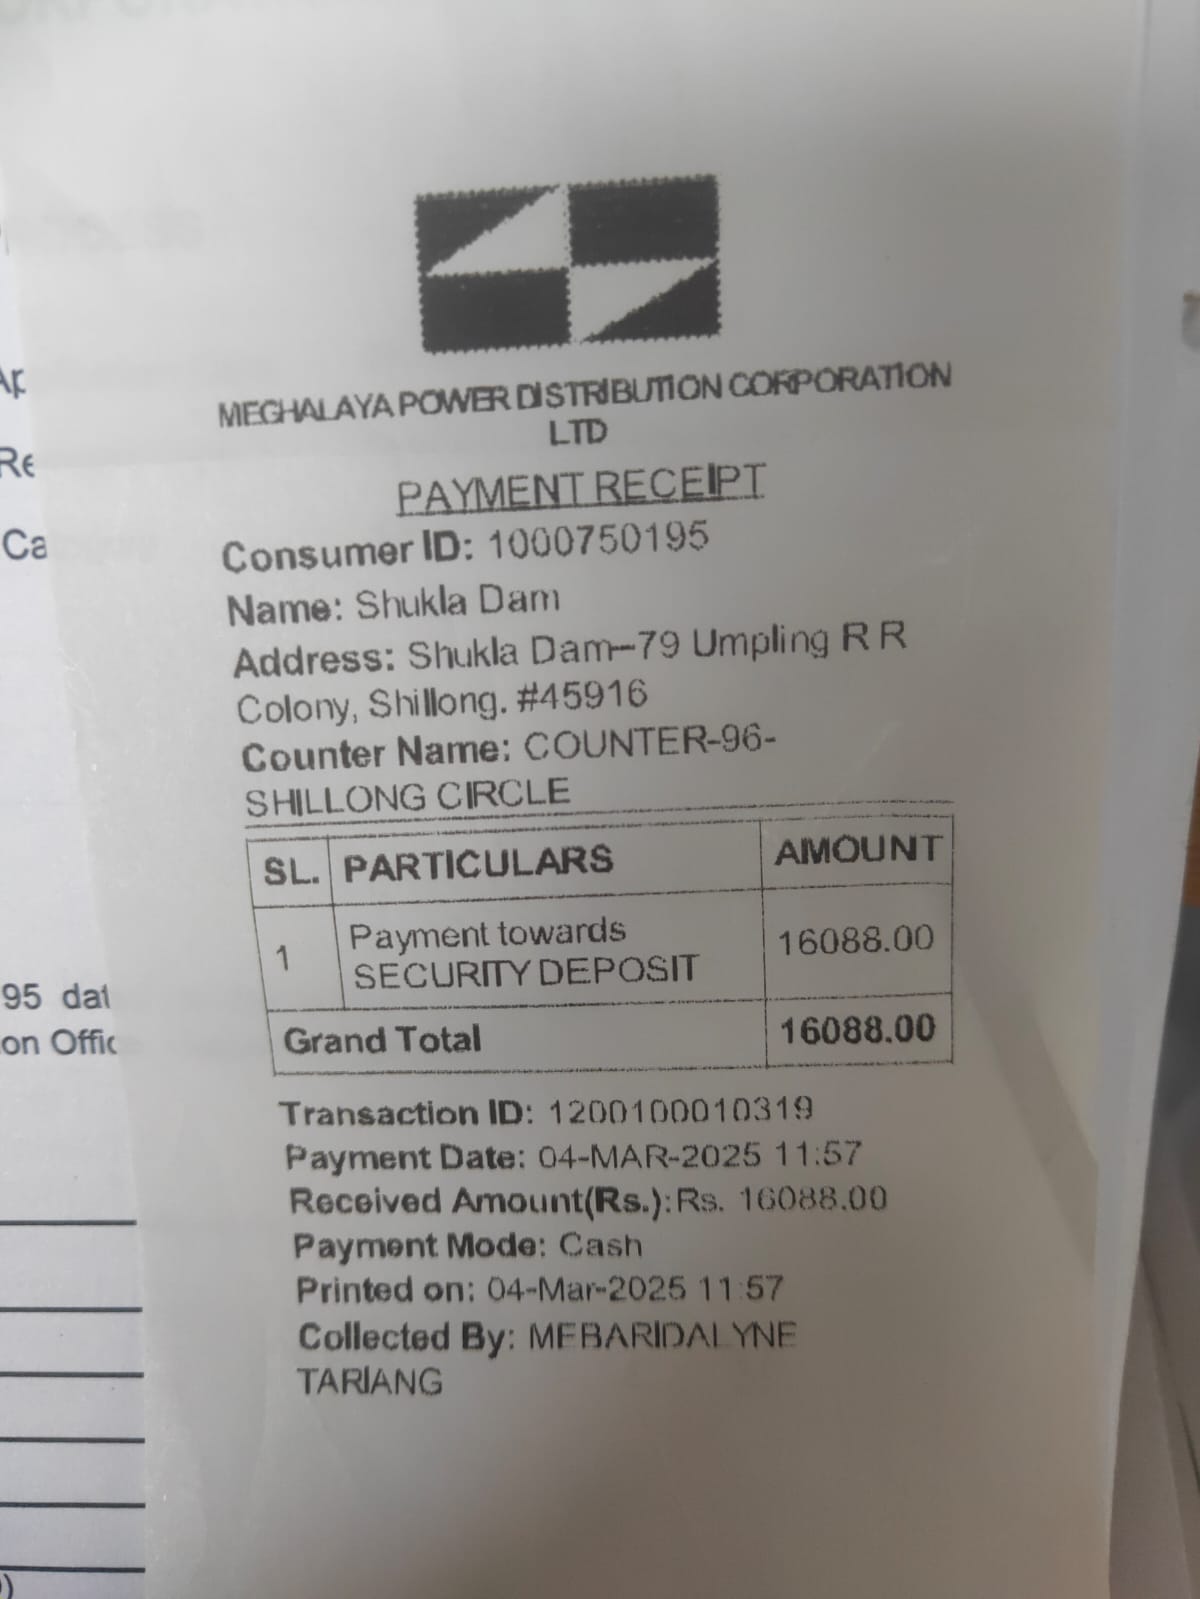 MEGHALAYA POWER DISTRIBUTION CORPORATION
LTD
PAYMENT RECEIPT
Consumer ID: 1000750195
Name: Shukla Dam
Address: Shukla Dam--79 Umpling R R
Colony, Shillong. #45916
Counter Name: COUNTER-96-
SHILLONG CIRCLE
SL. PARTICULARS AMOUNT
1 Payment towards SECURITY DEPOSIT 16088.00
Grand Total 16088.00
Transaction ID: 1200100010319
Payment Date: 04-MAR-2025 11:57
Received Amount(Rs.):Rs. 16088.00
Payment Mode: Cash
Printed on: 04-Mar-2025 11:57
Collected By: MEBARIDALYNE
TARIANG
Re
Ca
95 dat
on Offic